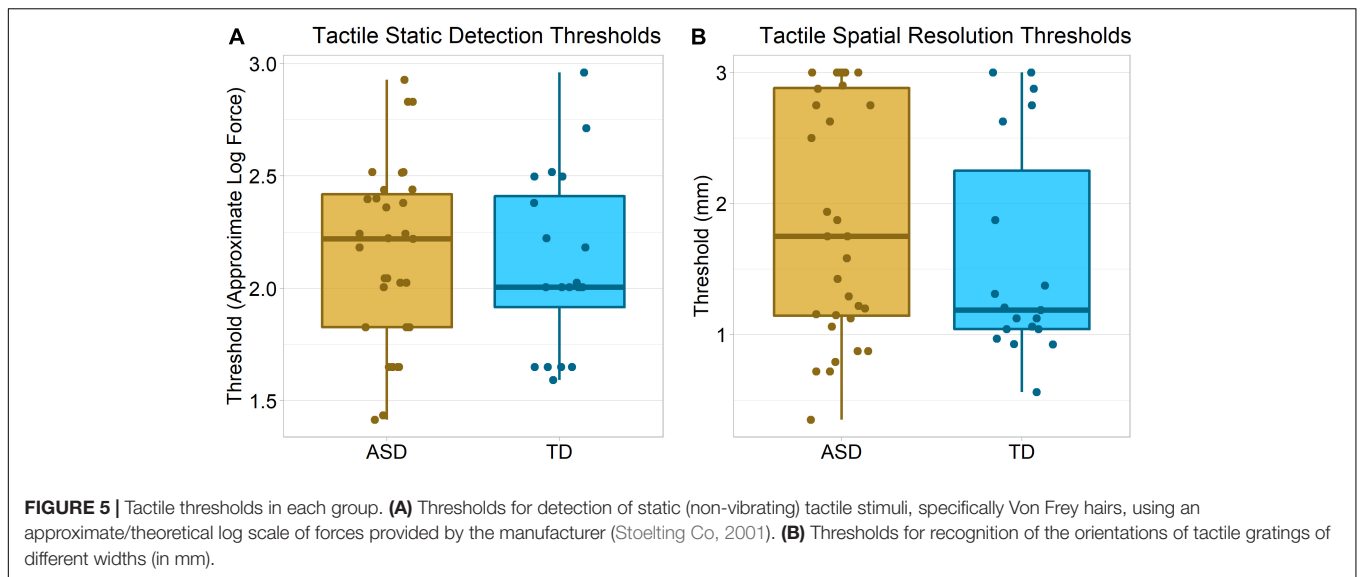 A Tactile Static Detection Thresholds
Threshold (Approximate Log Force)
3.0
2.5
2.0
1.5
ASD TD
B Tactile Spatial Resolution Thresholds
Threshold (mm)
3
2
1
ASD TD
FIGURE 5 | Tactile thresholds in each group. (A) Thresholds for detection of static (non-vibrating) tactile stimuli, specifically Von Frey hairs, using an
approximate/theoretical log scale of forces provided by the manufacturer (Stoelting Co, 2001). (B) Thresholds for recognition of the orientations of tactile gratings of
different widths (in mm).